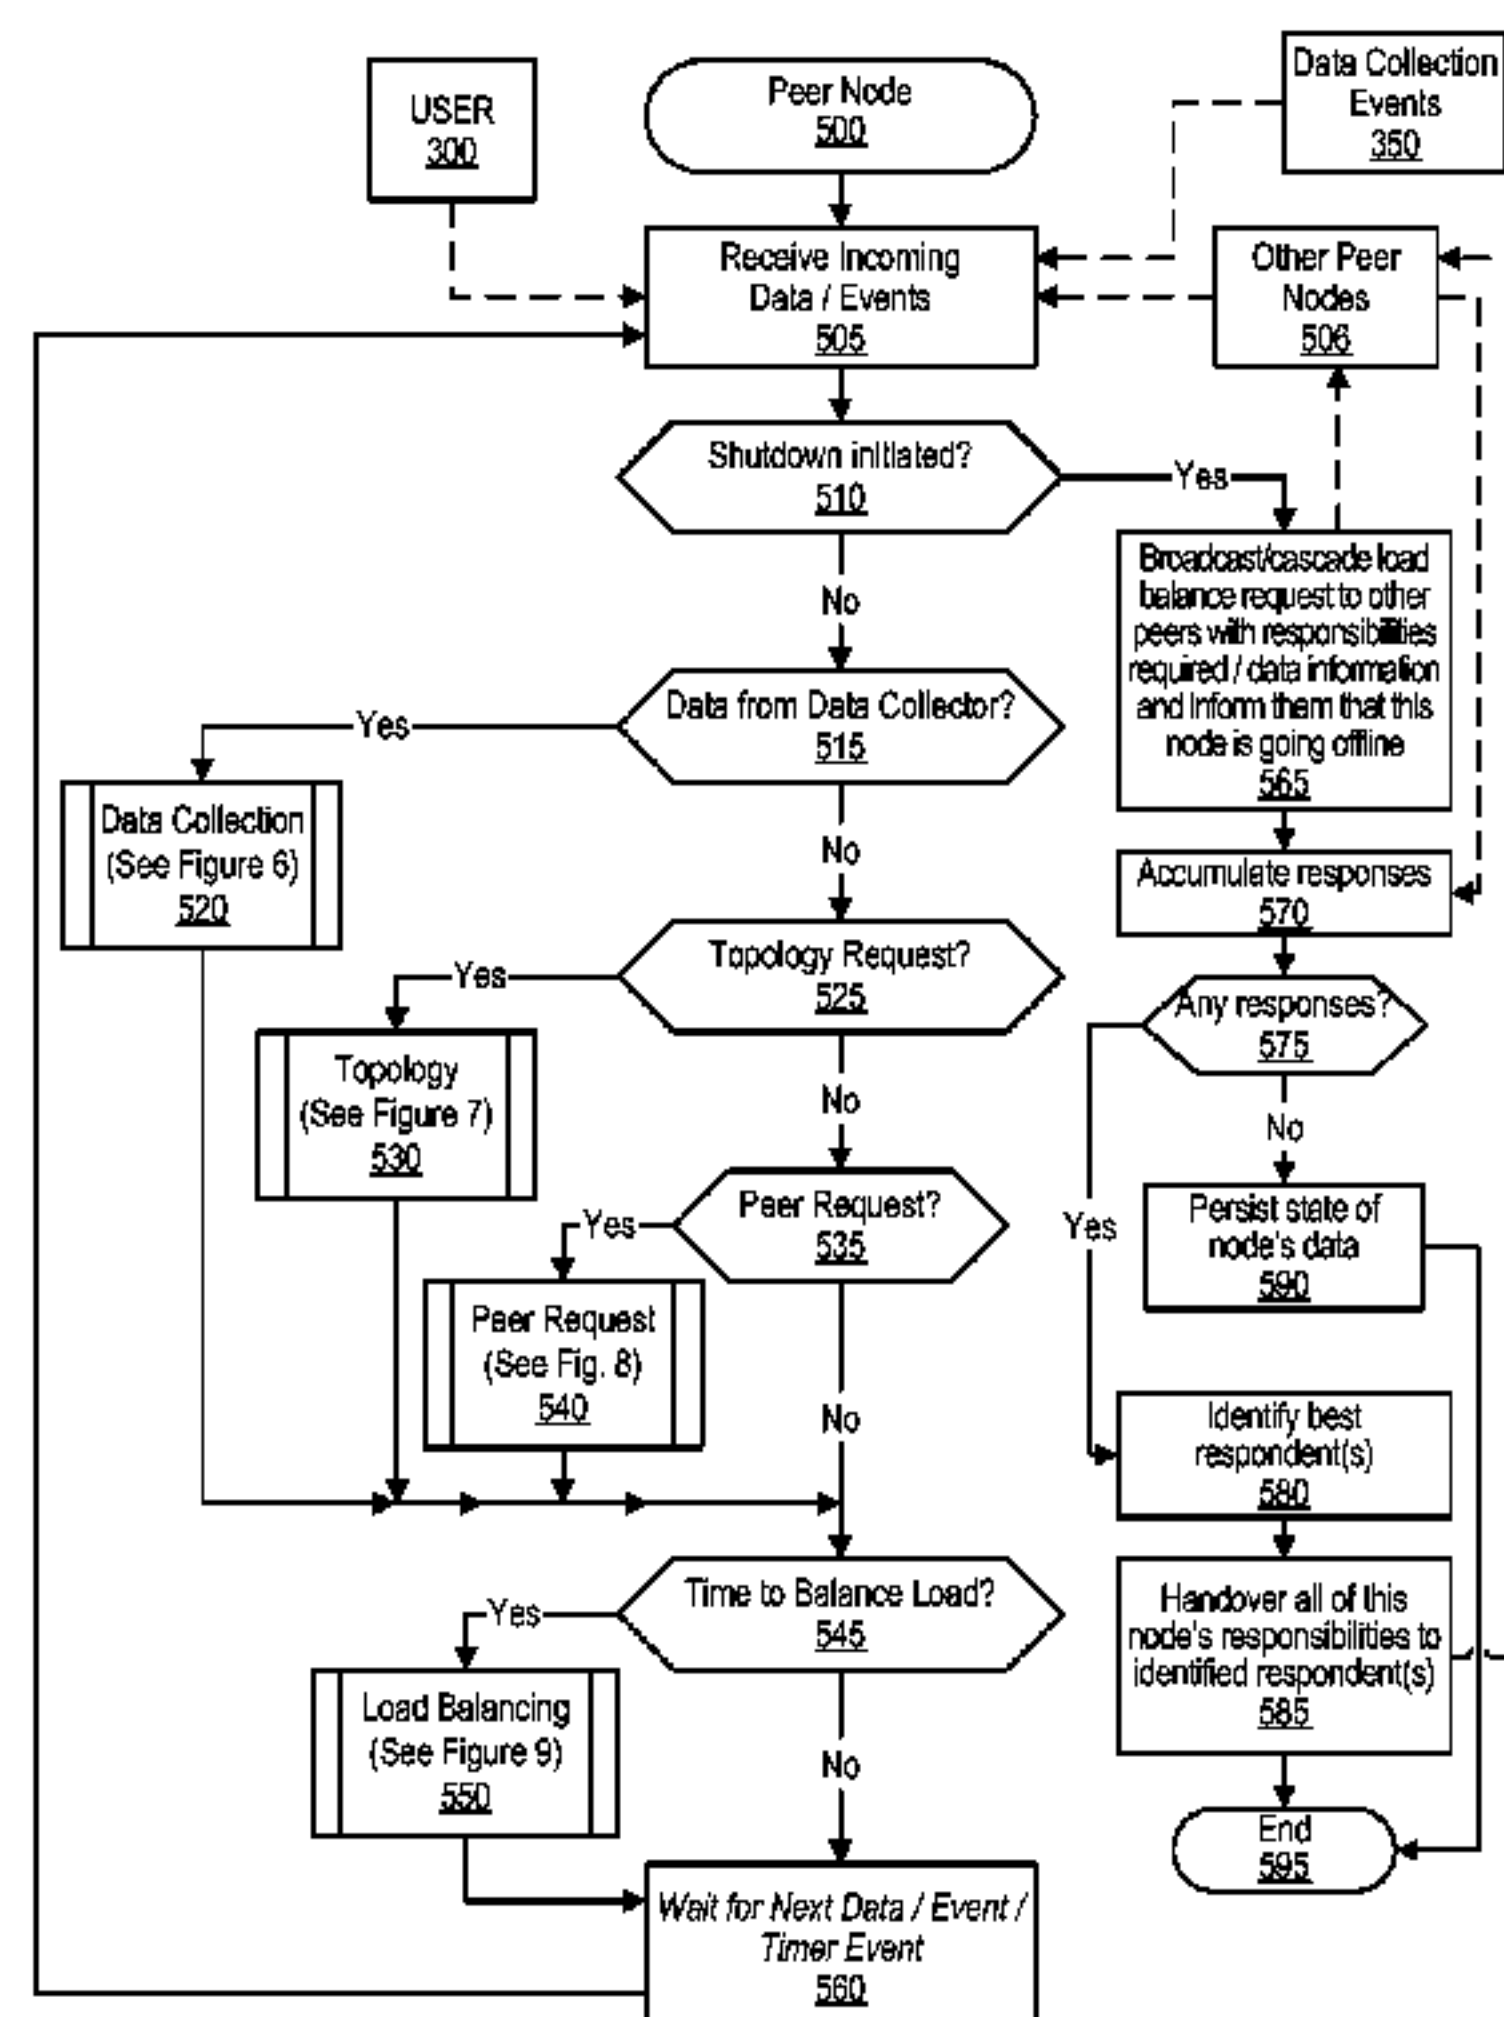 USER
300
Peer Node
500
Data Collection
Events
350
Receive Incoming
Data / Events
505
Other Peer
Nodes
506
Shutdown initiated?
510
Yes
No
Broadcast/cascade load
balance request to other
peers with responsibilities
required / data information
and inform them that this
node is going offline
565
Data from Data Collector?
515
Yes
No
Data Collection
(See Figure 6)
520
Accumulate responses
570
Topology Request?
525
Yes
No
Any responses?
575
No
Yes
Topology
(See Figure 7)
530
Peer Request?
535
Yes
No
Persist state of
node's data
590
Peer Request
(See Fig. 8)
540
Identify best
respondent(s)
580
Time to Balance Load?
545
Yes
No
Handover all of this
node's responsibilities to
identified respondent(s)
585
Load Balancing
(See Figure 9)
550
End
595
Wait for Next Data / Event /
Timer Event
560